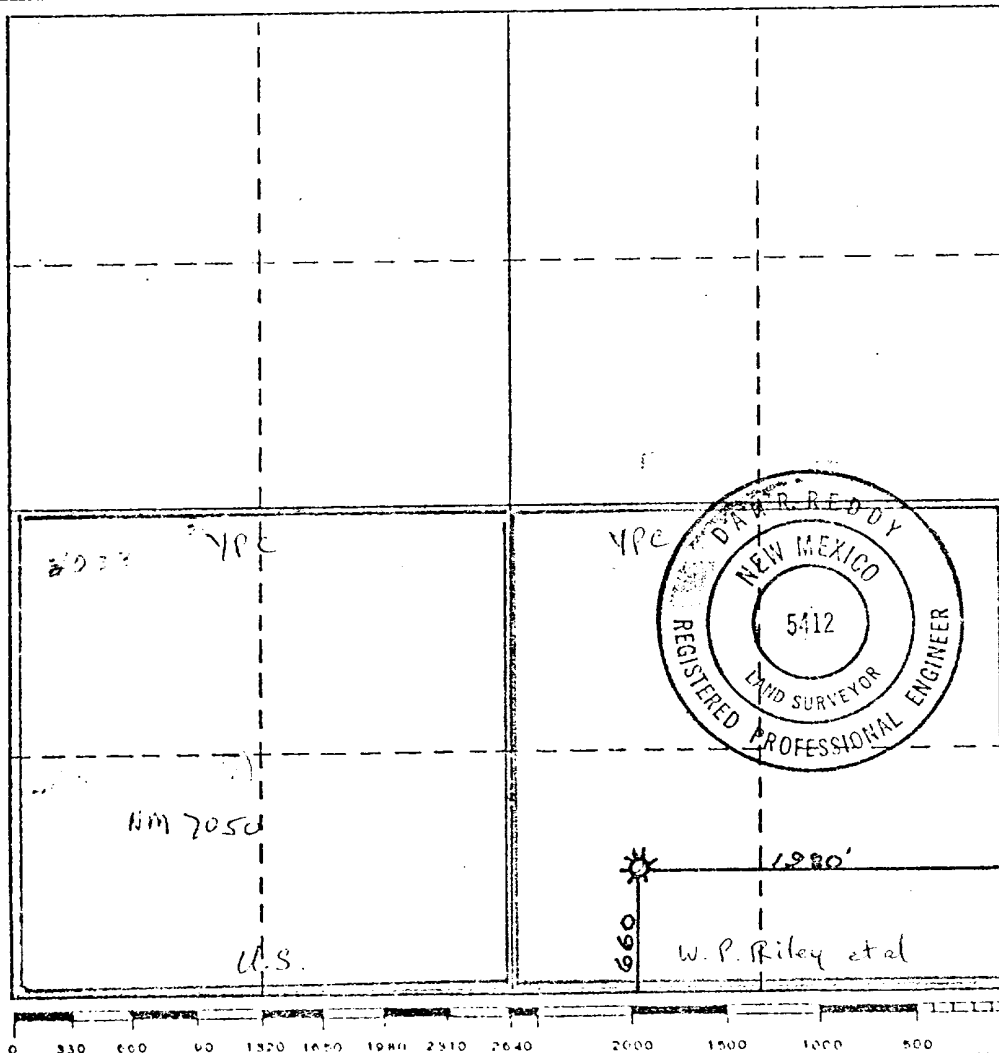 YPC
YPC
DAN R. REDDY
NEW MEXICO
5412
LAND SURVEYOR
REGISTERED PROFESSIONAL ENGINEER
NM 7050
1980'
660
U.S.
W. P. Riley et al
0 330 660 90 1320 1650 1980 2310 2640 2000 1500 1000 500